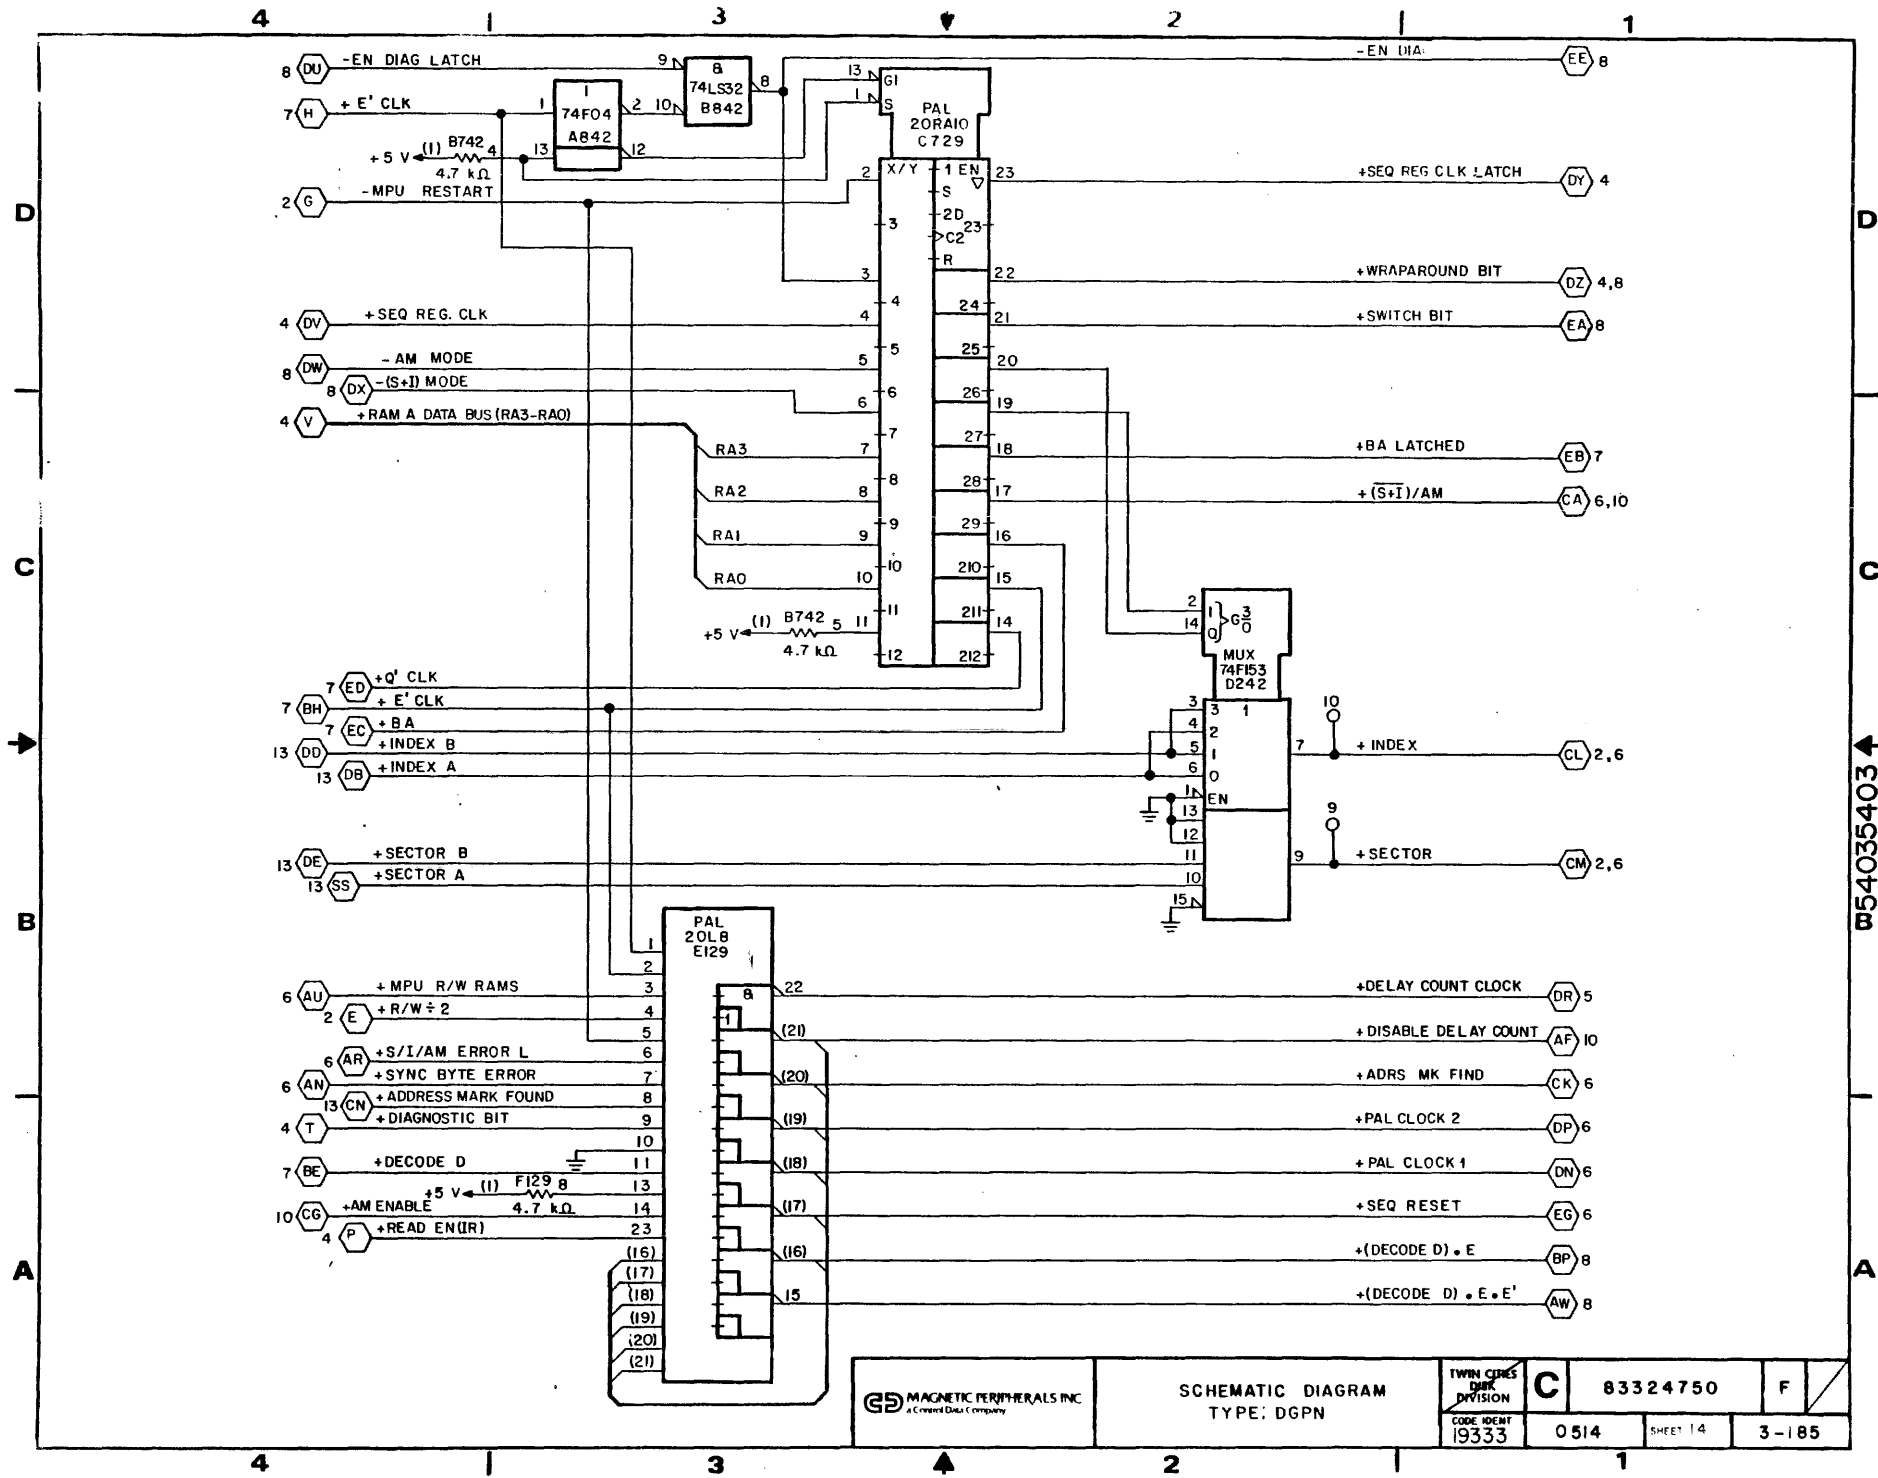 4 3 2 1
8 DU -EN DIAG LATCH 9 & 8 -EN DIA EE 8
74LS32
B842
7 H + E' CLK 1 1 2 10
74F04
A842
+5 V (1) B742 4 13 12
4.7 kΩ
2 G -MPU RESTART 2
13 G1
1 S
PAL
20RA10
C729
X/Y 1 EN 23 +SEQ REG CLK LATCH DY 4
S
2D
3 23
C2
R
D D
3 22 +WRAPAROUND BIT DZ 4,8
4 24
4 DV +SEQ REG. CLK 4 21 +SWITCH BIT EA 8
5 25
8 DW -AM MODE 5 20
8 DX -(S+I) MODE 6 26
6 19
4 V +RAM A DATA BUS (RA3-RA0)
7 27
RA3 7 18 +BA LATCHED EB 7
8 28
RA2 8 17 +(S+I)/AM CA 6,10
9 29
RA1 9 16
10 210
C C
RA0 10 15
11 211
+5 V (1) B742 5 11 14
4.7 kΩ
12 212
2 1 G 3/0
14 0
MUX
74F153
D242
7 ED +Q' CLK
7 BH + E' CLK 3 3 1 10
7 EC +BA 4 2
13 DD +INDEX B 5 1 7 +INDEX CL 2,6
13 DB +INDEX A 6 0
1 EN
13 9
12
13 DE +SECTOR B 11 9 +SECTOR CM 2,6
13 SS +SECTOR A 10
15
B B
554035403
PAL
20L8
E129
1
2
6 AU +MPU R/W RAMS 3 & 22 +DELAY COUNT CLOCK DR 5
2 E +R/W÷2 4 1
5 (21) +DISABLE DELAY COUNT AF 10
6 AR +S/I/AM ERROR L 6
6 AN +SYNC BYTE ERROR 7 (20) +ADRS MK FIND CK 6
13 CN +ADDRESS MARK FOUND 8
4 T +DIAGNOSTIC BIT 9 (19) +PAL CLOCK 2 DP 6
10
7 BE +DECODE D 11 (18) +PAL CLOCK 1 DN 6
+5 V (1) F129 8 13
4.7 kΩ
10 CG +AM ENABLE 14 (17) +SEQ RESET EG 6
4 P +READ EN(IR) 23
(16) (16) +(DECODE D)•E BP 8
A A
(17)
(18) 15 +(DECODE D)•E•E' AW 8
(19)
(20)
(21)
MAGNETIC PERIPHERALS INC
a Control Data Company
SCHEMATIC DIAGRAM
TYPE: DGPN
TWIN CITIES
DISK
DIVISION
C 83324750 F
CODE IDENT
19333
0514 SHEET 14 3-185
4 3 2 1